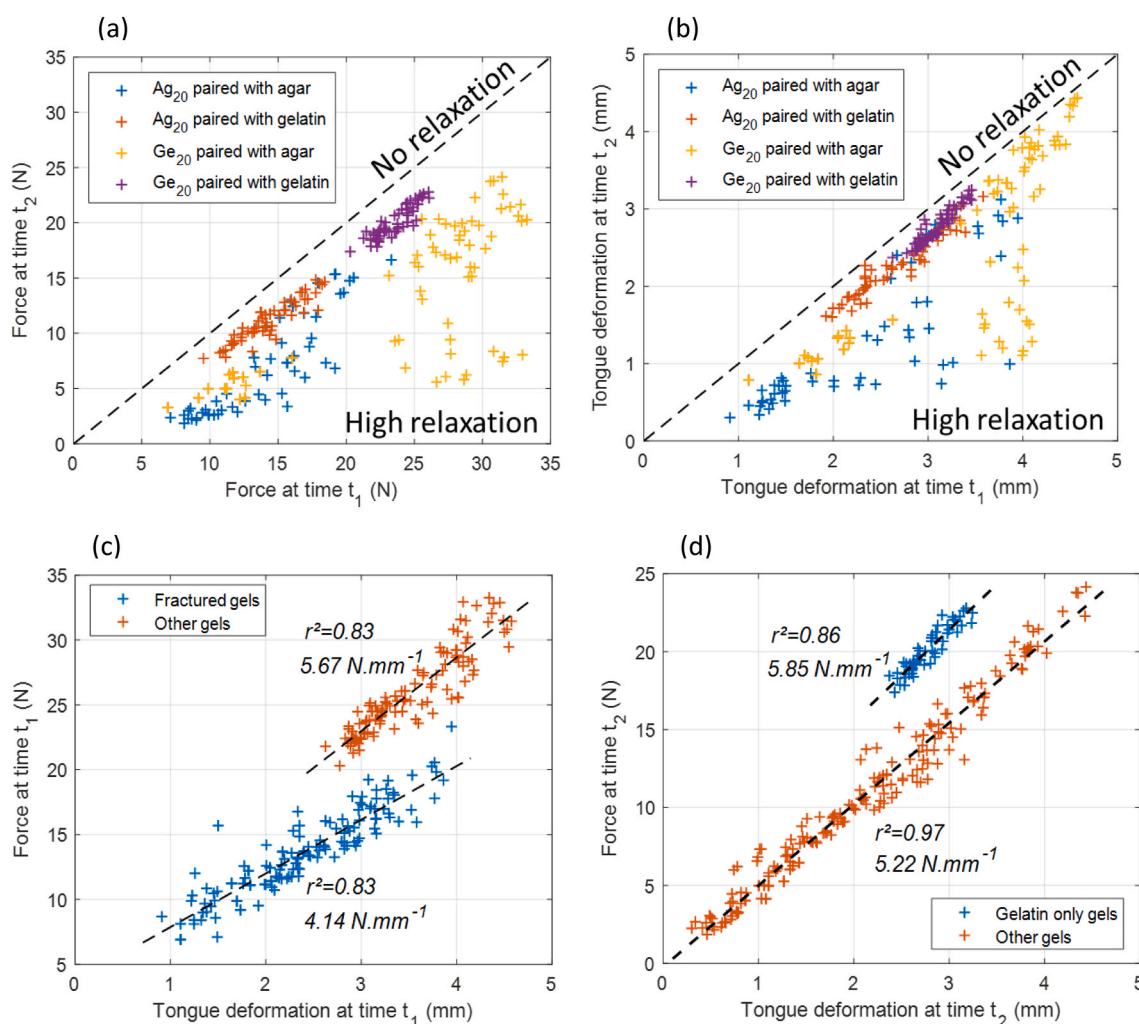 (a)
35
30
25
20
15
10
5
0
0
5
10
15
20
25
30
35
Force at time t2 (N)
Force at time t1 (N)
Ag20 paired with agar
Ag20 paired with gelatin
Ge20 paired with agar
Ge20 paired with gelatin
No relaxation
High relaxation
(b)
5
4
3
2
1
0
0
1
2
3
4
5
Tongue deformation at time t2 (mm)
Tongue deformation at time t1 (mm)
Ag20 paired with agar
Ag20 paired with gelatin
Ge20 paired with agar
Ge20 paired with gelatin
No relaxation
High relaxation
(c)
35
30
25
20
15
10
5
0
1
2
3
4
5
Force at time t1 (N)
Tongue deformation at time t1 (mm)
Fractured gels
Other gels
r²=0.83
5.67 N.mm-1
r²=0.83
4.14 N.mm-1
(d)
25
20
15
10
5
0
0
1
2
3
4
5
Force at time t2 (N)
Tongue deformation at time t2 (mm)
r²=0.86
5.85 N.mm-1
r²=0.97
5.22 N.mm-1
Gelatin only gels
Other gels